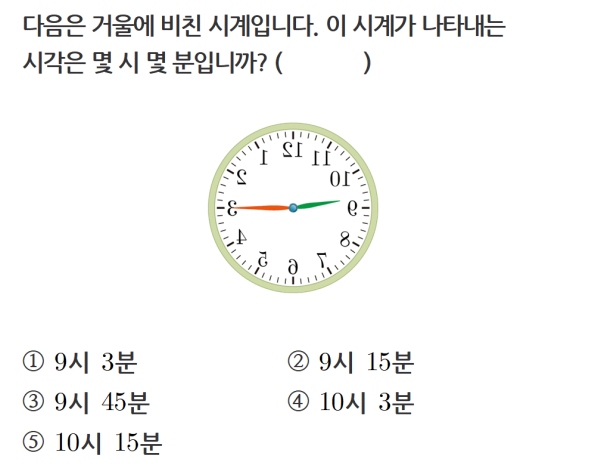 다음은 거울에 비친 시계입니다. 이 시계가 나타내는
시각은 몇 시 몇 분입니까? (            )
12
1
11
2
10
3
9
4
8
5
7
6
① 9시 3분
② 9시 15분
③ 9시 45분
④ 10시 3분
⑤ 10시 15분